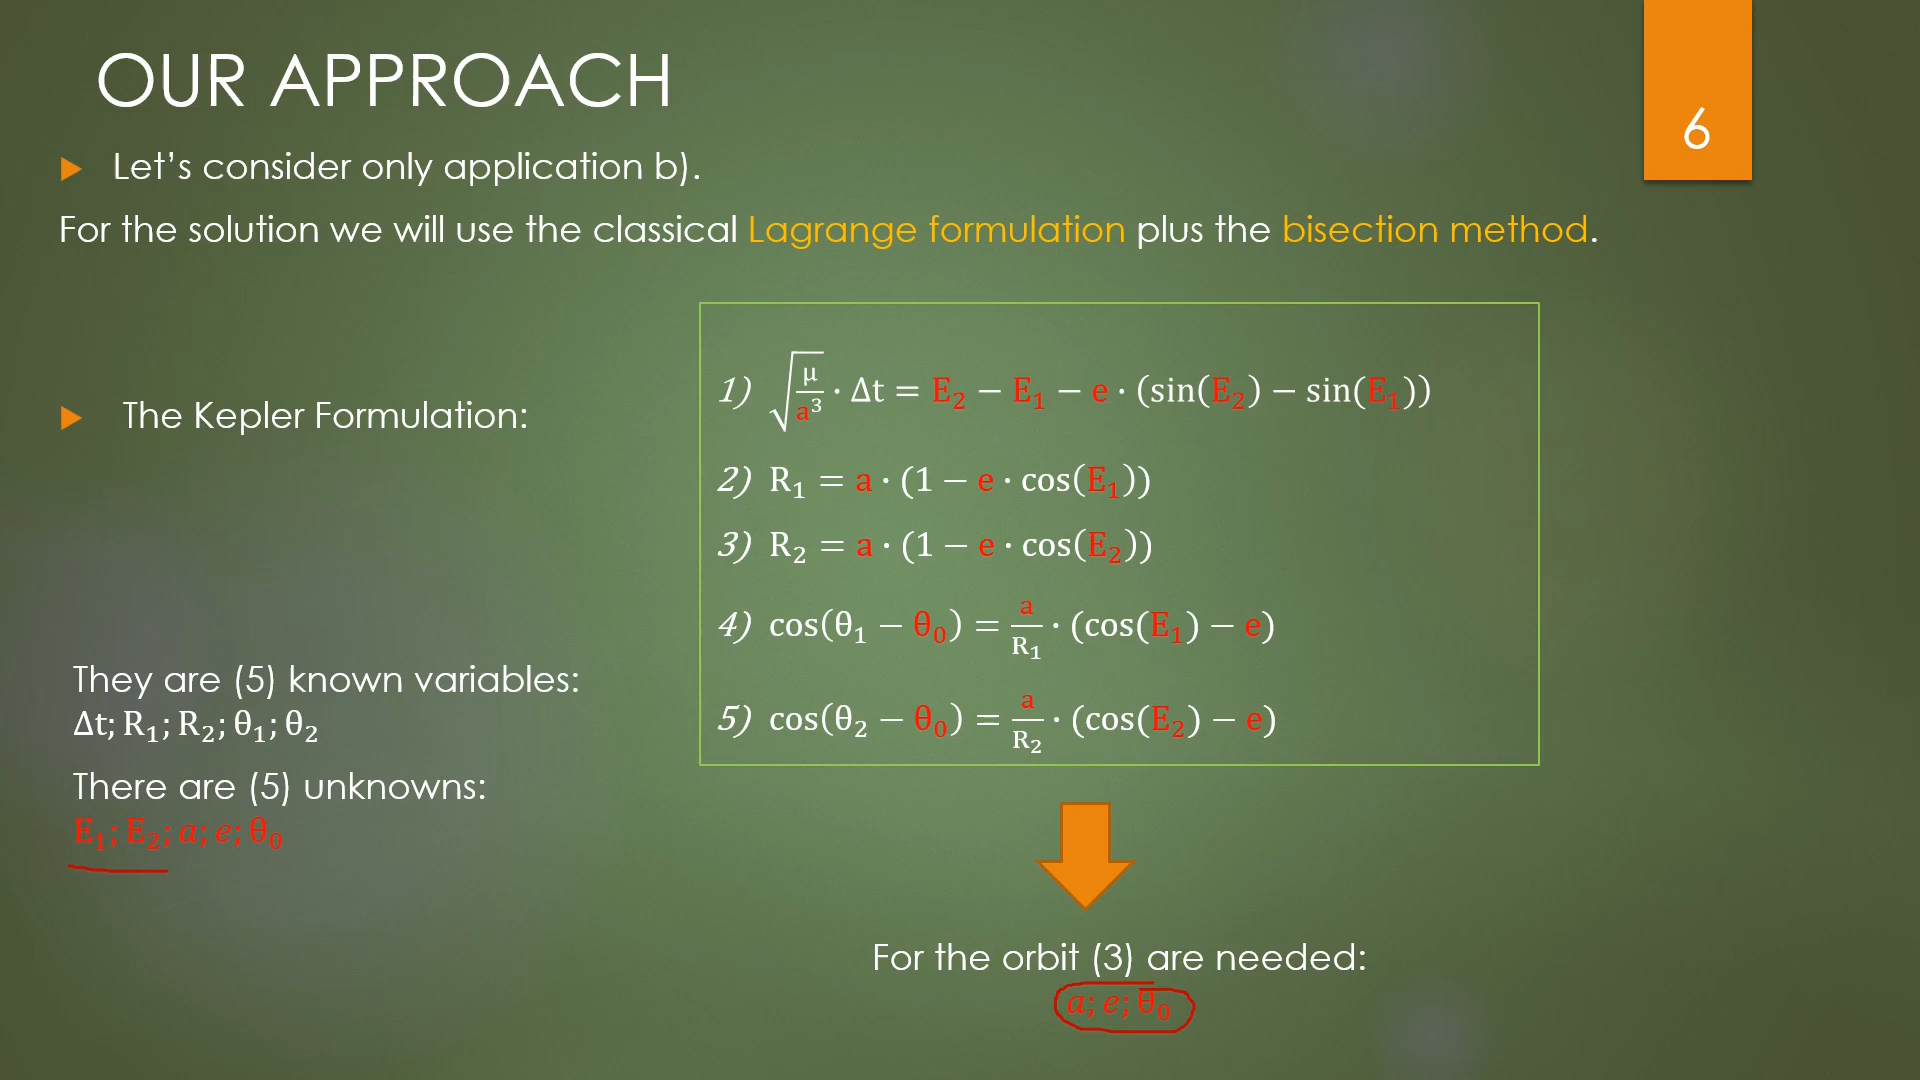 OUR APPROACH
6
Let's consider only application b).
For the solution we will use the classical Lagrange formulation plus the bisection method.
The Kepler Formulation:
1) √(μ/a³) · Δt = E₂ − E₁ − e · (sin(E₂) − sin(E₁))
2) R₁ = a · (1 − e · cos(E₁))
3) R₂ = a · (1 − e · cos(E₂))
4) cos(θ₁ − θ₀) = a/R₁ · (cos(E₁) − e)
5) cos(θ₂ − θ₀) = a/R₂ · (cos(E₂) − e)
They are (5) known variables:
Δt; R₁; R₂; θ₁; θ₂
There are (5) unknowns:
E₁; E₂; a; e; θ₀
For the orbit (3) are needed:
a; e; θ₀